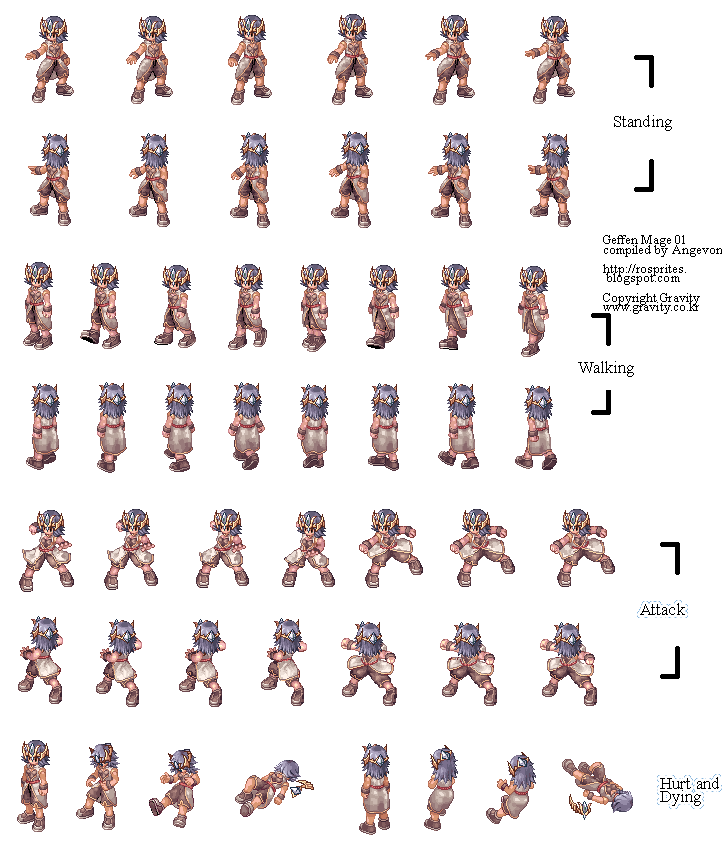 Standing
Geffen Mage 01
compiled by Angevon
http://rosprites.
blogspot.com
Copyright Gravity
www.gravity.co.kr
Walking
Attack
Hurt and
Dying